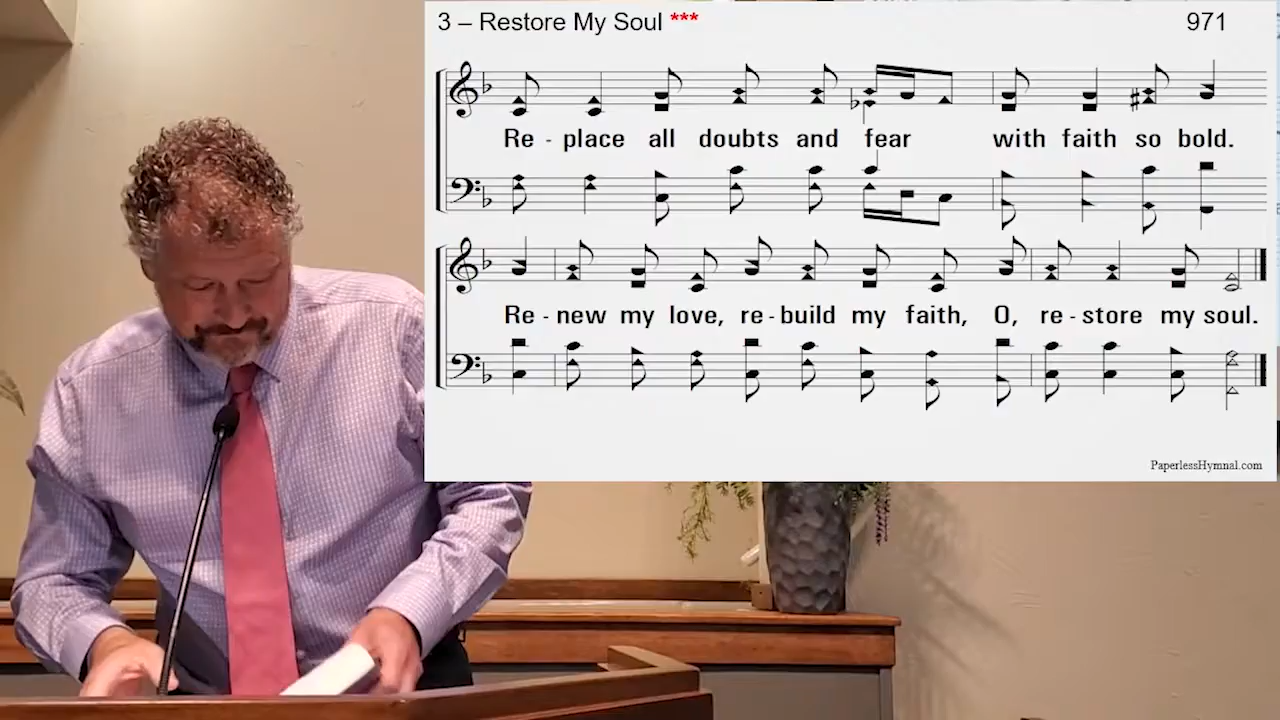 3 – Restore My Soul ***
971
Re - place all doubts and fear with faith so bold.
Re - new my love, re - build my faith, O, re - store my soul.
PaperlessHymnal.com